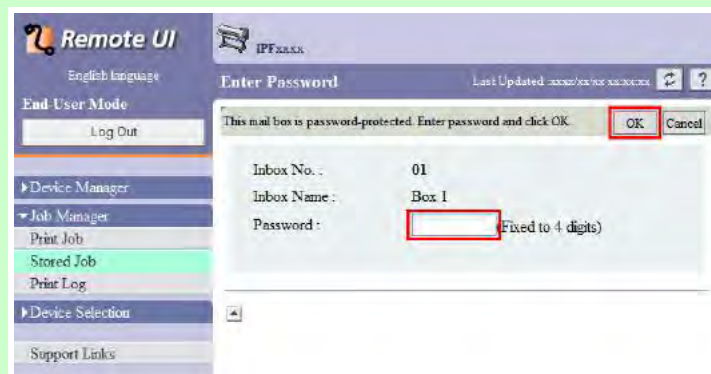 Remote UI
English language
End-User Mode
Log Out
Device Manager
Job Manager
Print Job
Stored Job
Print Log
Device Selection
Support Links
IPFxxxx
Enter Password
Last Updated
?
This mail box is password-protected. Enter password and click OK.
OK
Cancel
Inbox No. :
01
Inbox Name :
Box 1
Password :
(Fixed to 4 digits)